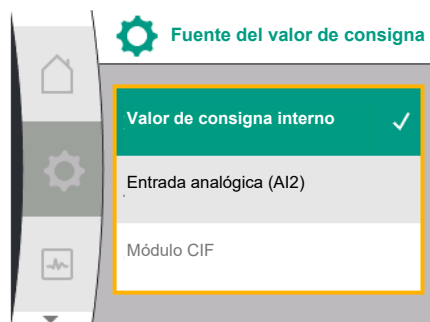 Fuente del valor de consigna
Valor de consigna interno
Entrada analógica (AI2)
Módulo CIF